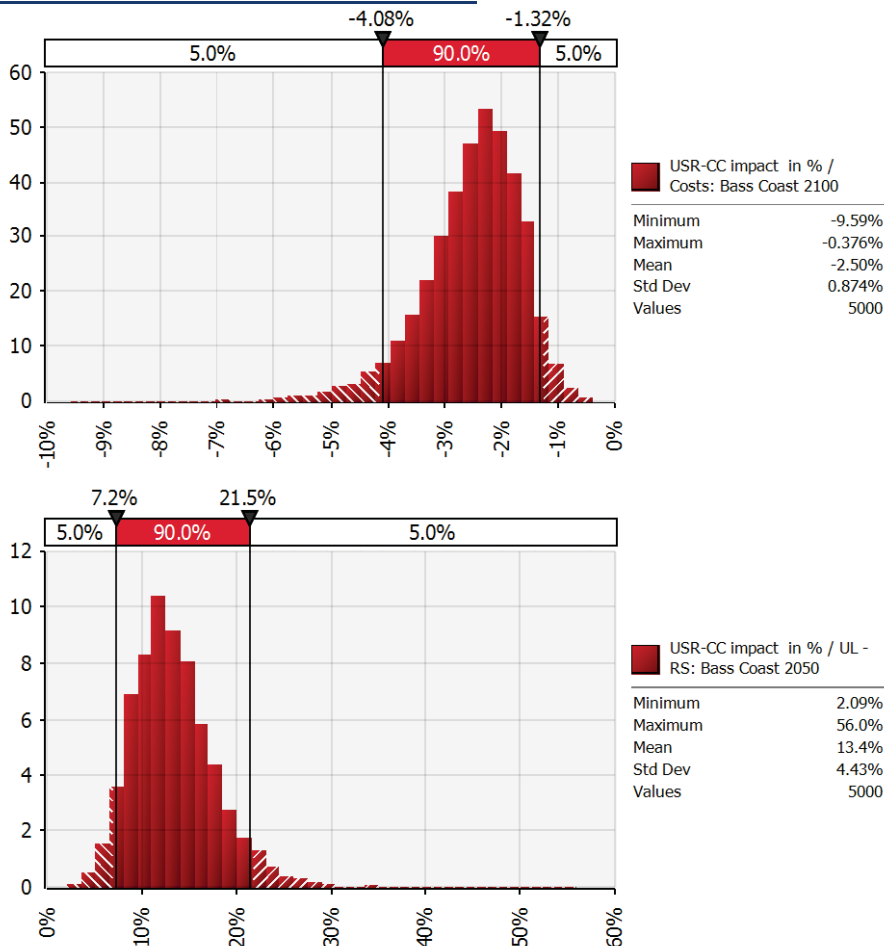 -4.08% -1.32%
5.0% 90.0% 5.0%
60
50
40
30
20
10
0
-10% -9% -8% -7% -6% -5% -4% -3% -2% -1% 0%
USR-CC impact in % /
Costs: Bass Coast 2100
Minimum -9.59%
Maximum -0.376%
Mean -2.50%
Std Dev 0.874%
Values 5000
7.2% 21.5%
5.0% 90.0% 5.0%
12
10
8
6
4
2
0
0% 10% 20% 30% 40% 50% 60%
USR-CC impact in % / UL -
RS: Bass Coast 2050
Minimum 2.09%
Maximum 56.0%
Mean 13.4%
Std Dev 4.43%
Values 5000